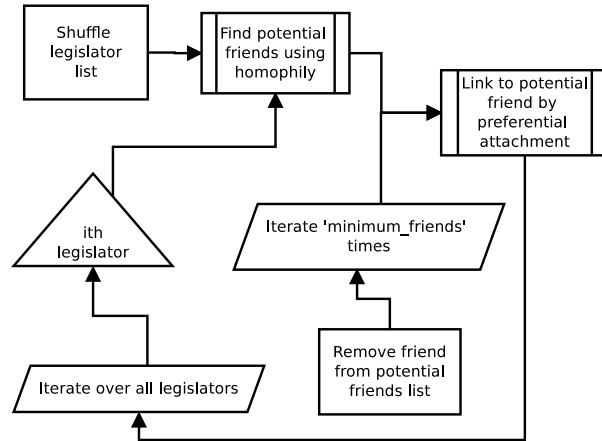 Shuffle
legislator
list
Find potential
friends using
homophily
Link to potential
friend by
preferential
attachment
ith
legislator
Iterate 'minimum_friends'
times
Remove friend
from potential
friends list
Iterate over all legislators